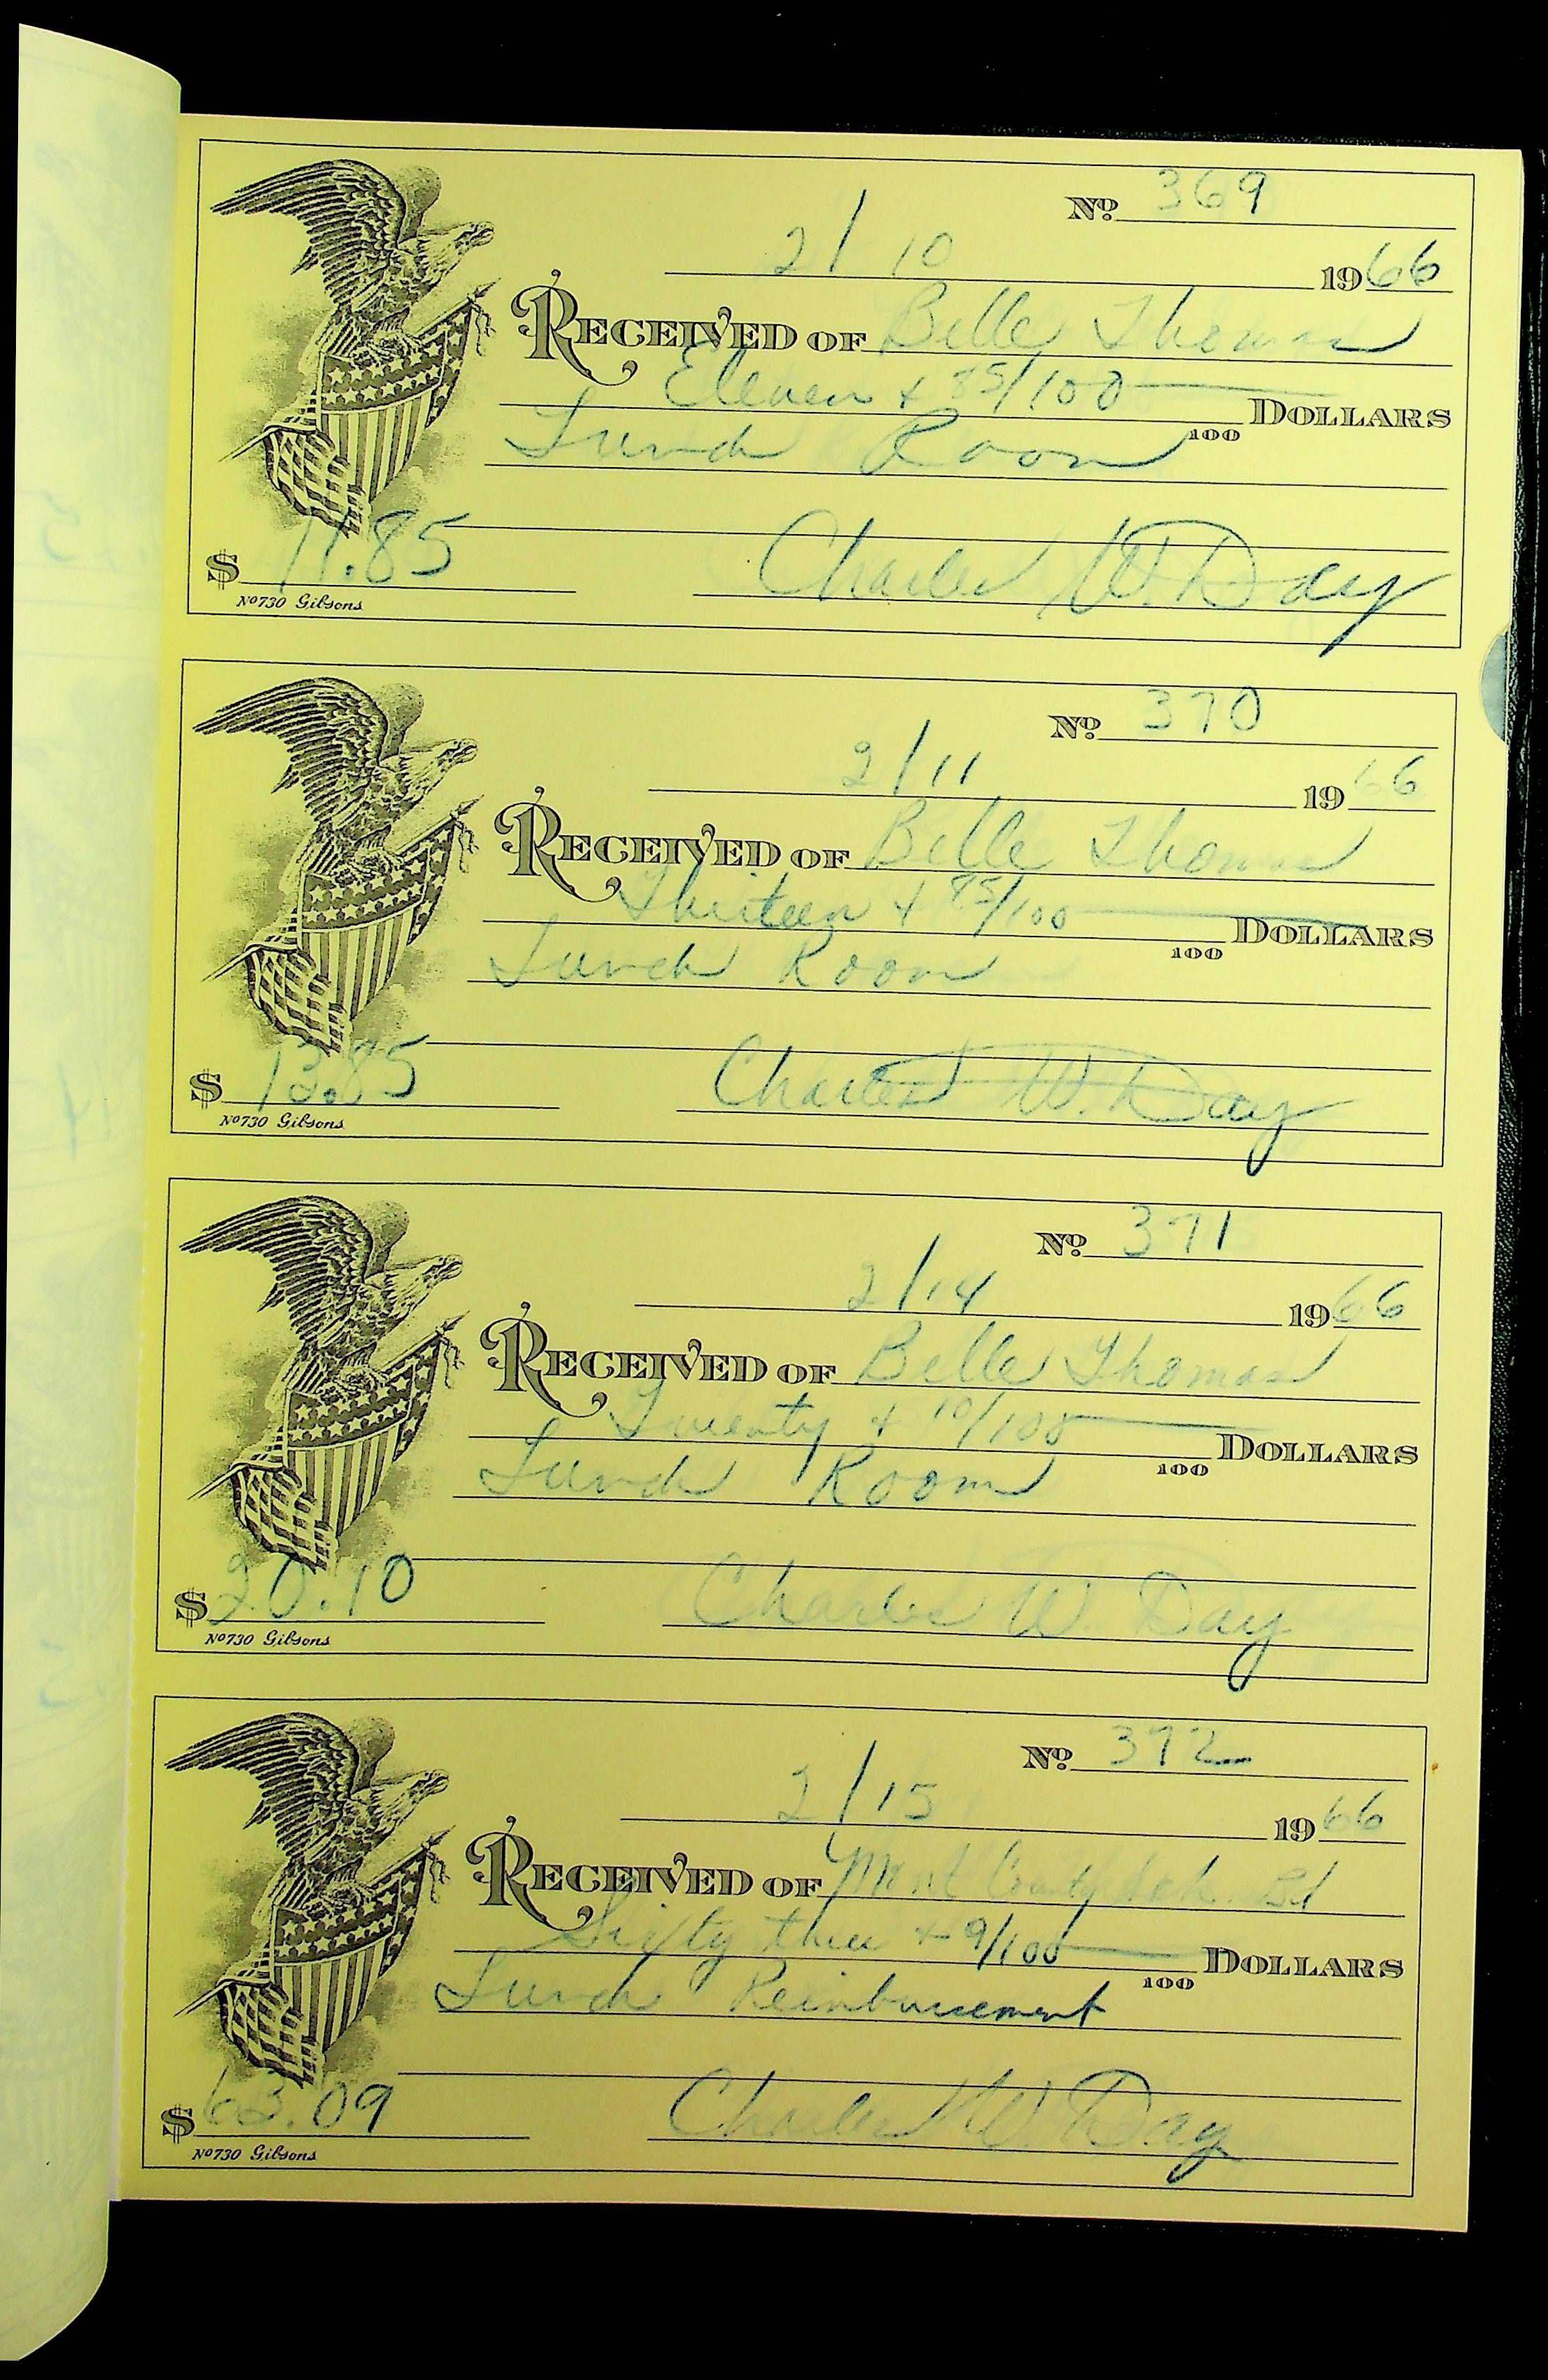 Nº 369
2/10 1966
Received of Belle Thomas
Eleven + 85/100
100 Dollars
Lunch Room
$ 11.85 Charles W. Day
Nº730 Gibsons
Nº 370
2/11 1966
Received of Belle Thomas
Thirteen + 85/100
100 Dollars
Lunch Room
$ 13.85 Charles W. Day
Nº730 Gibsons
Nº 371
2/14 1966
Received of Belle Thomas
Twenty + 10/100
100 Dollars
Lunch Room
$ 20.10 Charles W. Day
Nº730 Gibsons
Nº 372
2/15 1966
Received of Mont County Sch. Bd
Sixty three + 9/100
100 Dollars
Lunch Reimbursement
$ 63.09 Charles W. Day
Nº730 Gibsons